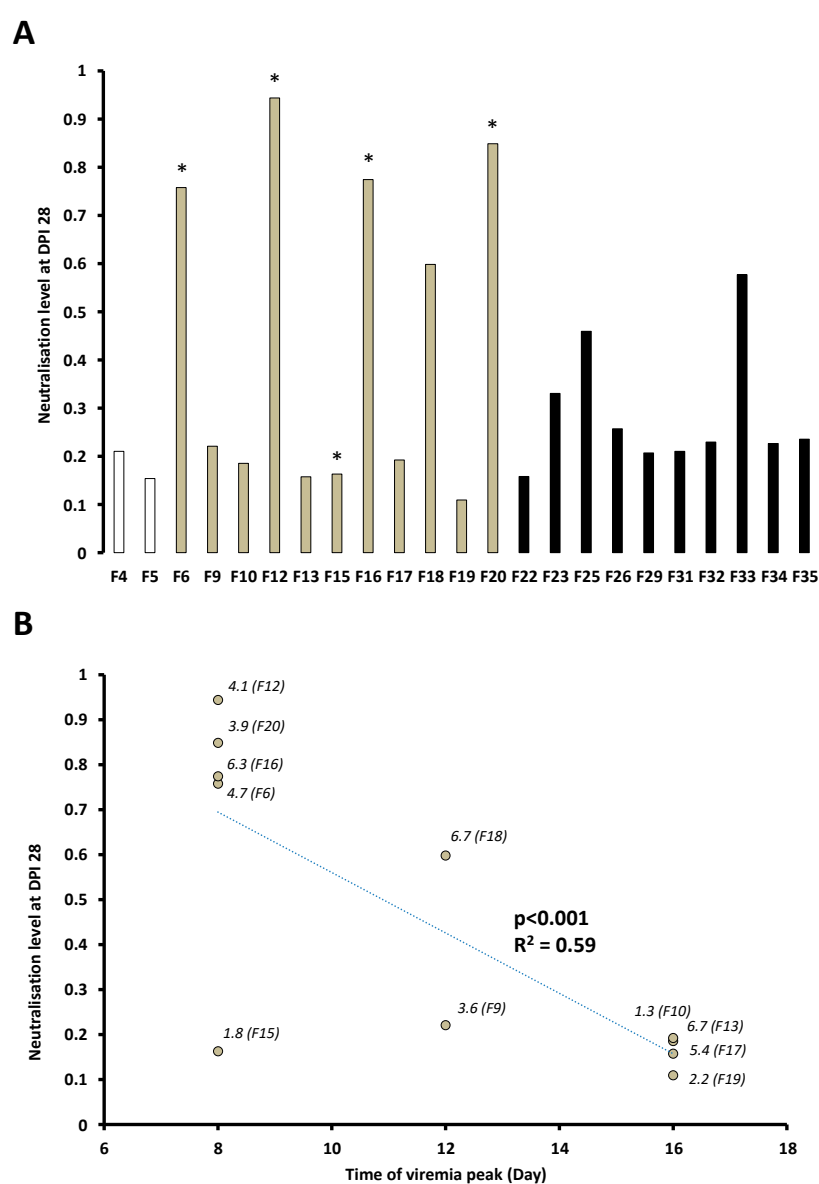 A
1
0.9
0.8
0.7
0.6
0.5
0.4
0.3
0.2
0.1
0
Neutralisation level at DPI 28
*
*
*
*
*
F4 F5 F6 F9 F10 F12 F13 F15 F16 F17 F18 F19 F20 F22 F23 F25 F26 F29 F31 F32 F33 F34 F35
B
1
0.9
0.8
0.7
0.6
0.5
0.4
0.3
0.2
0.1
0
Neutralisation level at DPI 28
4.1 (F12)
3.9 (F20)
6.3 (F16)
4.7 (F6)
6.7 (F18)
p<0.001
R² = 0.59
1.8 (F15)
3.6 (F9)
1.3 (F10)
6.7 (F13)
5.4 (F17)
2.2 (F19)
6 8 10 12 14 16 18
Time of viremia peak (Day)